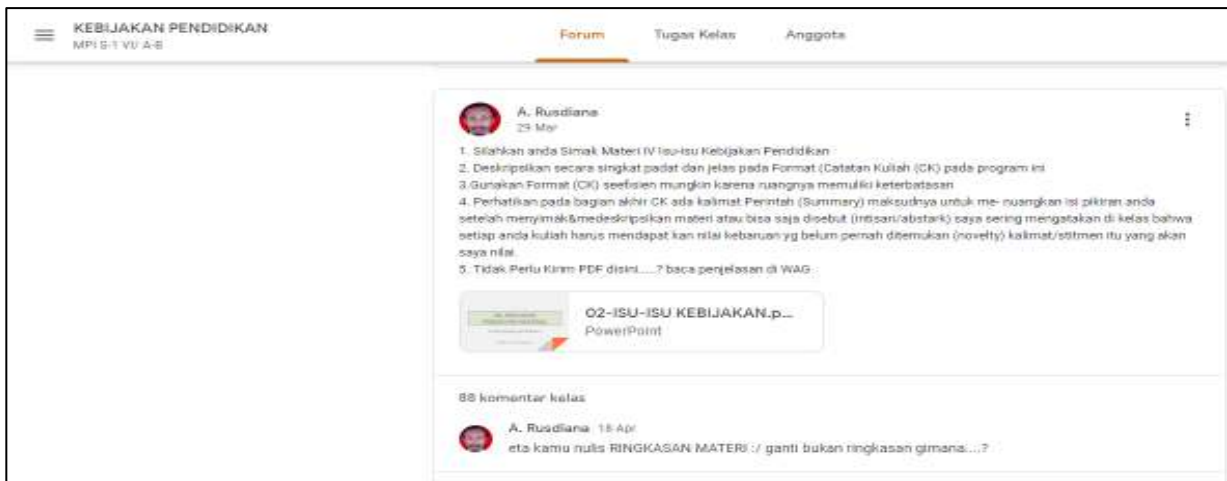 KEBIJAKAN PENDIDIKAN
MPI S-1 VI/ A-B
Forum Tugas Kelas Anggota
A. Rusdiana
29 Mar
1. Silahkan anda Simak Materi IV Isu-isu Kebijakan Pendidikan
2. Deskripsikan secara singkat padat dan jelas pada Format (Catatan Kuliah (CK) pada program ini
3.Gunakan Format (CK) seefisien mungkin karena ruangnya memuliki keterbatasan
4. Perhatikan pada bagian akhir CK ada kalimat Perintah (Summary) maksudnya untuk me- nuangkan isi pikiran anda
setelah menyimak&medeskripsikan materi atau bisa saja disebut (intisari/abstark) saya sering mengatakan di kelas bahwa
setiap anda kuliah harus mendapat kan nilai kebaruan yg belum pernah ditemukan (novelty) kalimat/stitmen itu yang akan
saya nilai.
5. Tidak Perlu Kirim PDF disini.....? baca penjelasan di WAG
02-ISU-ISU KEBIJAKAN.p...
PowerPoint
88 komentar kelas
A. Rusdiana 18 Apr
eta kamu nulis RINGKASAN MATERI :/ ganti bukan ringkasan gimana....?